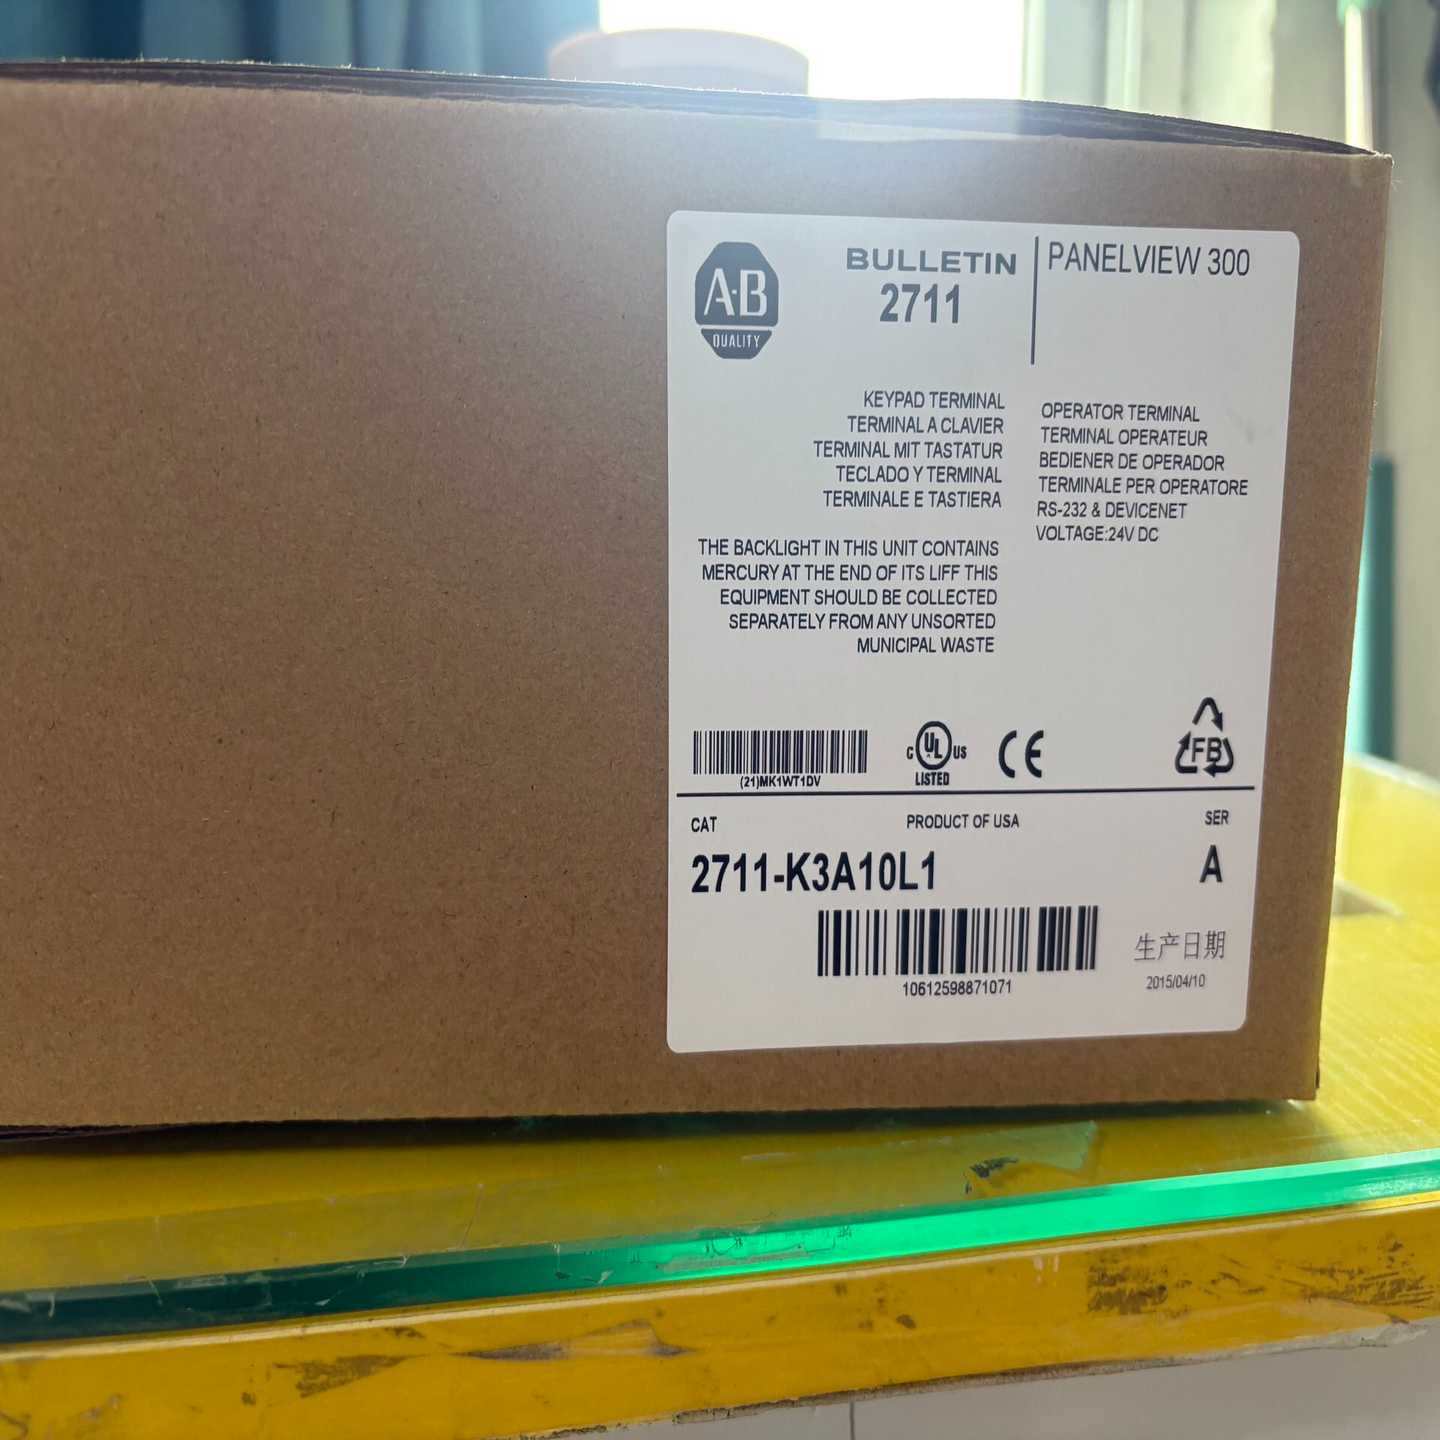 A·B
QUALITY
BULLETIN
2711
PANELVIEW 300
KEYPAD TERMINAL
TERMINAL A CLAVIER
TERMINAL MIT TASTATUR
TECLADO Y TERMINAL
TERMINALE E TASTIERA
OPERATOR TERMINAL
TERMINAL OPERATEUR
BEDIENER DE OPERADOR
TERMINALE PER OPERATORE
RS-232 & DEVICENET
VOLTAGE:24V DC
THE BACKLIGHT IN THIS UNIT CONTAINS
MERCURY AT THE END OF ITS LIFF THIS
EQUIPMENT SHOULD BE COLLECTED
SEPARATELY FROM ANY UNSORTED
MUNICIPAL WASTE
(21)MK1WT1DV
C UL US
LISTED
CE
FB
CAT
PRODUCT OF USA
SER
2711-K3A10L1
A
10612598871071
生产日期
2015/04/10